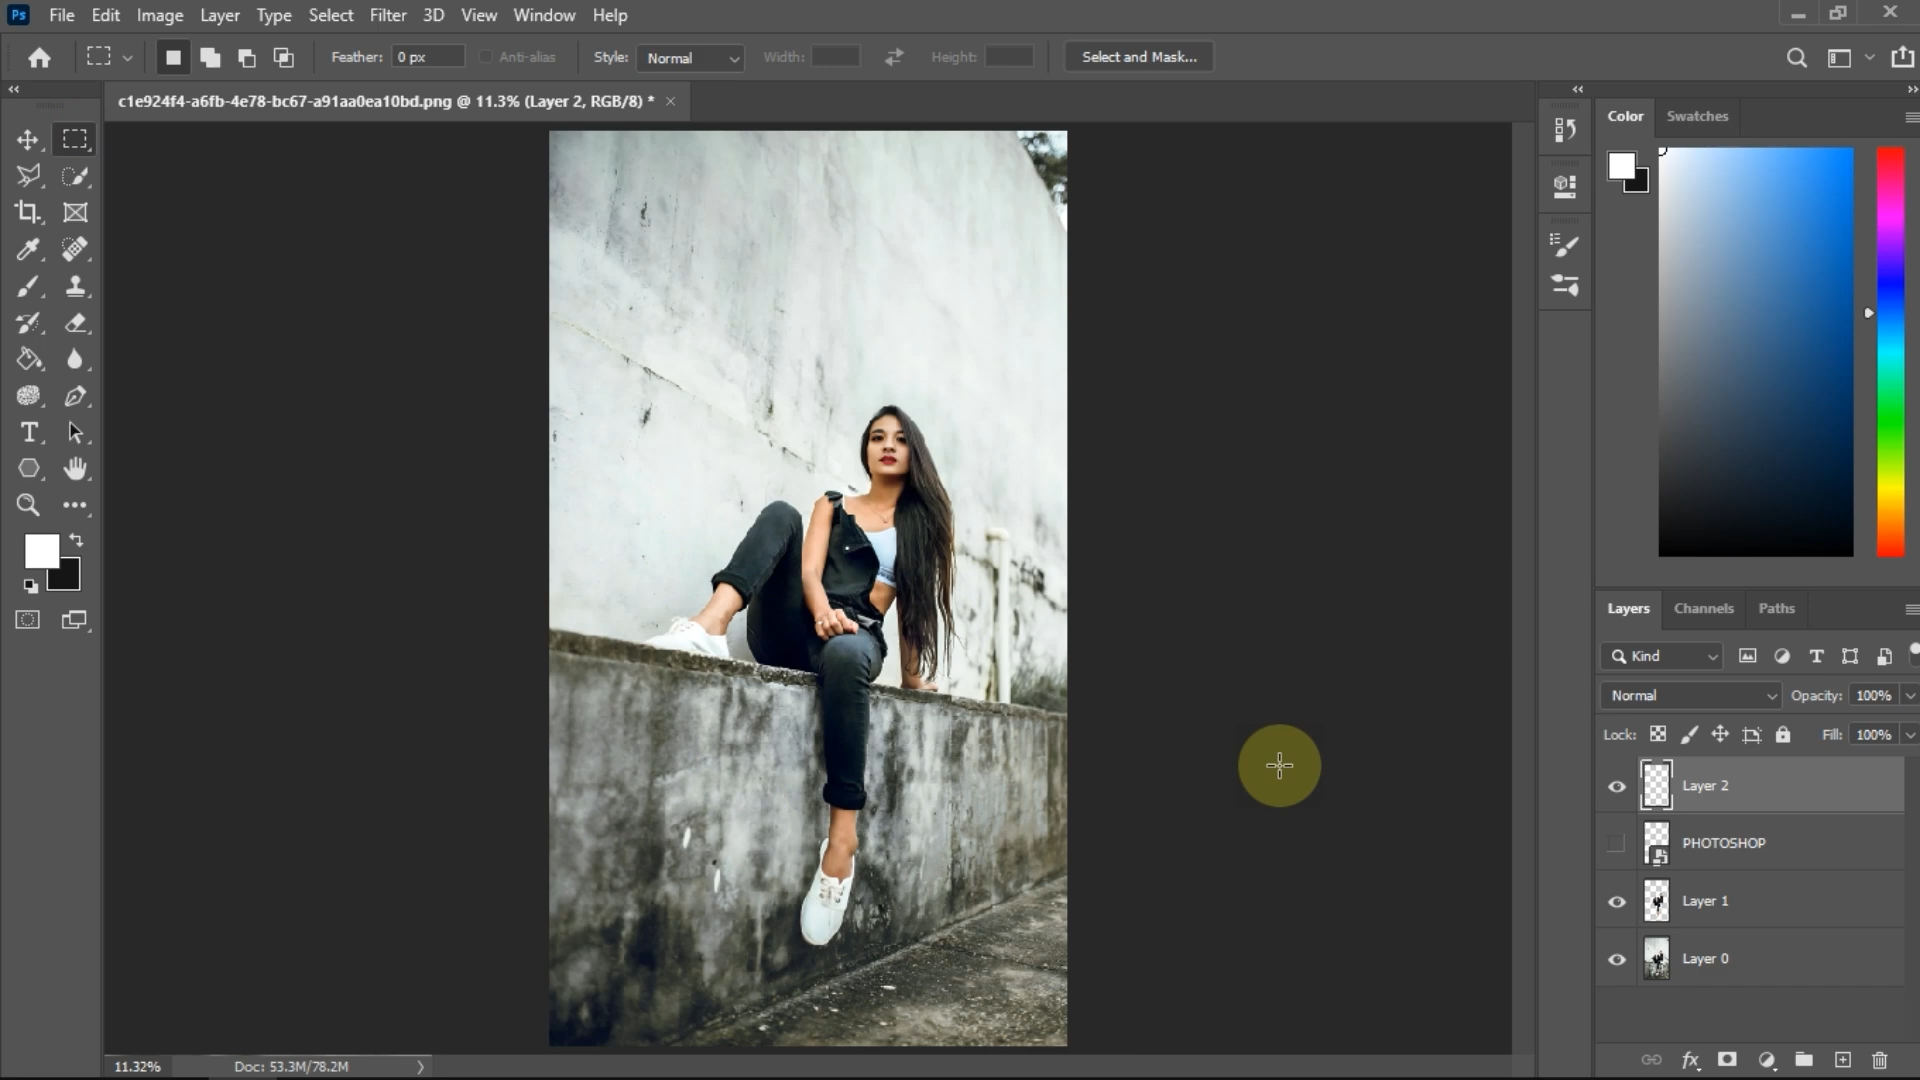 Ps File Edit Image Layer Type Select Filter 3D View Window Help
Feather: 0 px Anti-alias Style: Normal Width: Height: Select and Mask...
c1e924f4-a6fb-4e78-bc67-a91aa0ea10bd.png @ 11.3% (Layer 2, RGB/8) *
Color Swatches
Layers Channels Paths
Kind
Normal Opacity: 100%
Lock: Fill: 100%
Layer 2
PHOTOSHOP
Layer 1
Layer 0
11.32% Doc: 53.3M/78.2M